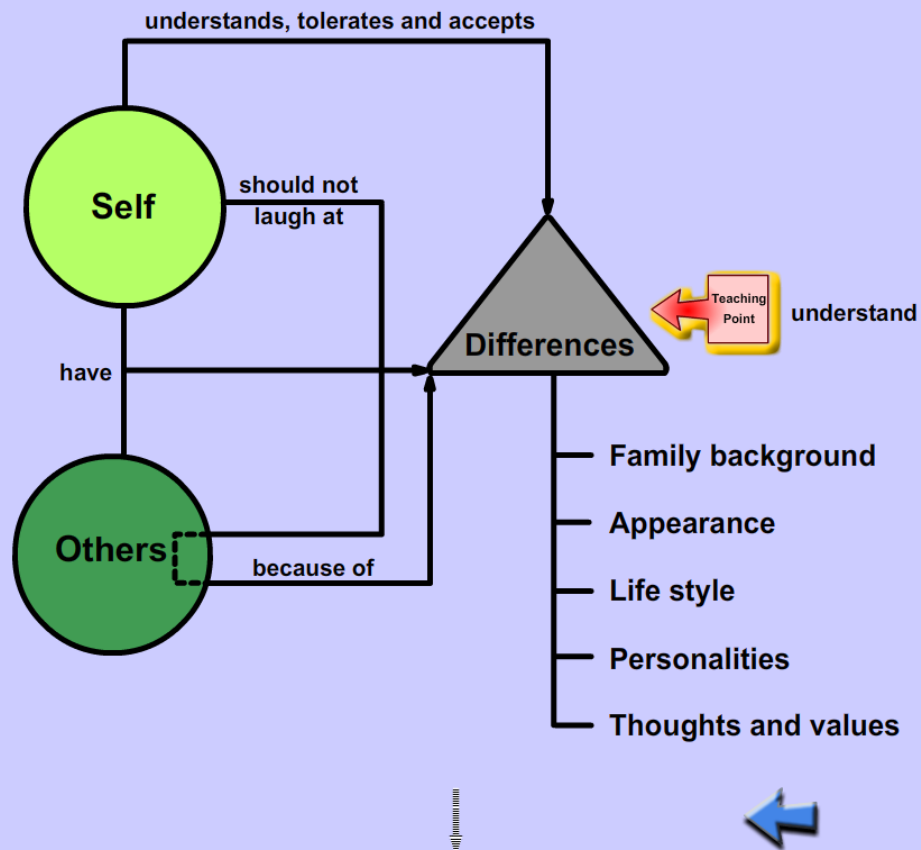 understands, tolerates and accepts
Self
should not
laugh at
Teaching
Point
understand
Differences
have
Family background
Appearance
Others
because of
Life style
Personalities
Thoughts and values